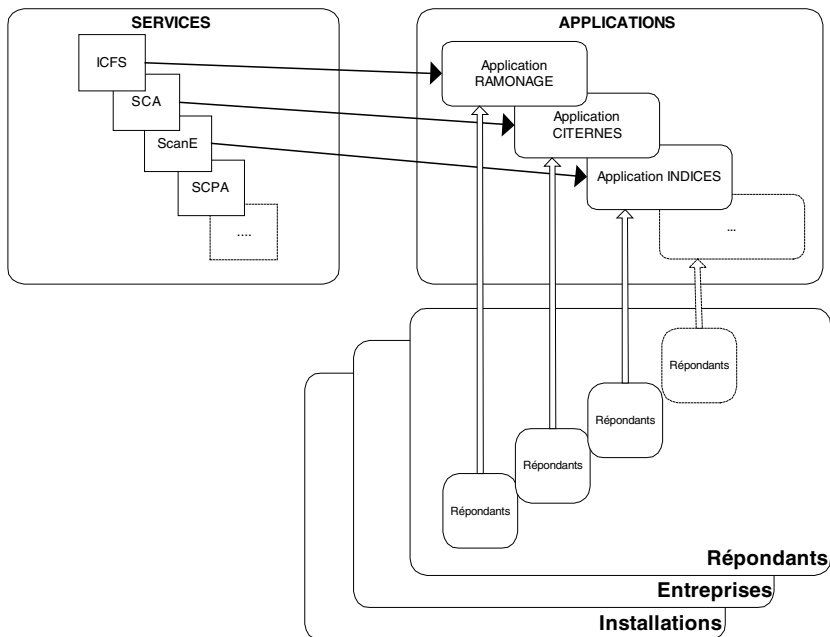 SERVICES
APPLICATIONS
ICFS
SCA
ScanE
SCPA
....
Application
RAMONAGE
Application
CITERNES
Application INDICES
...
Répondants
Répondants
Répondants
Répondants
Répondants
Entreprises
Installations